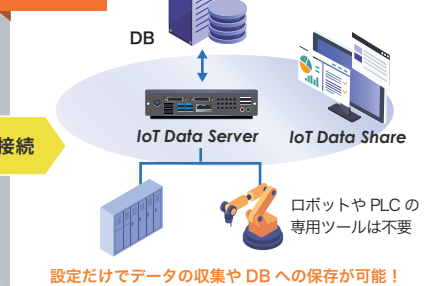 DB
IoT Data Server
IoT Data Share
接続
ロボットや PLC の
専用ツールは不要
設定だけでデータの収集や DB への保存が可能！